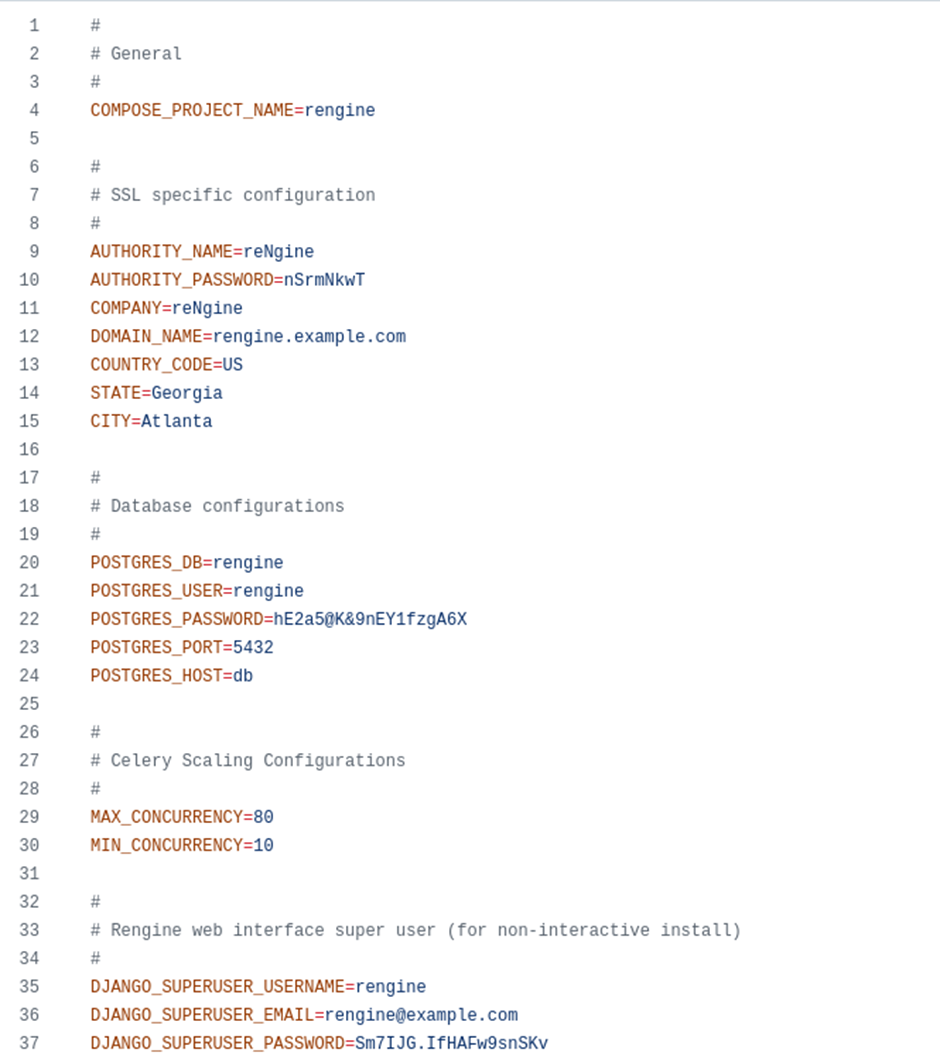 1 #
2 # General
3 #
4 COMPOSE_PROJECT_NAME=rengine
5
6 #
7 # SSL specific configuration
8 #
9 AUTHORITY_NAME=reNgine
10 AUTHORITY_PASSWORD=nSrmNkwT
11 COMPANY=reNgine
12 DOMAIN_NAME=rengine.example.com
13 COUNTRY_CODE=US
14 STATE=Georgia
15 CITY=Atlanta
16
17 #
18 # Database configurations
19 #
20 POSTGRES_DB=rengine
21 POSTGRES_USER=rengine
22 POSTGRES_PASSWORD=hE2a5@K&9nEY1fzgA6X
23 POSTGRES_PORT=5432
24 POSTGRES_HOST=db
25
26 #
27 # Celery Scaling Configurations
28 #
29 MAX_CONCURRENCY=80
30 MIN_CONCURRENCY=10
31
32 #
33 # Rengine web interface super user (for non-interactive install)
34 #
35 DJANGO_SUPERUSER_USERNAME=rengine
36 DJANGO_SUPERUSER_EMAIL=rengine@example.com
37 DJANGO_SUPERUSER_PASSWORD=Sm7IJG.IfHAFw9snSKv